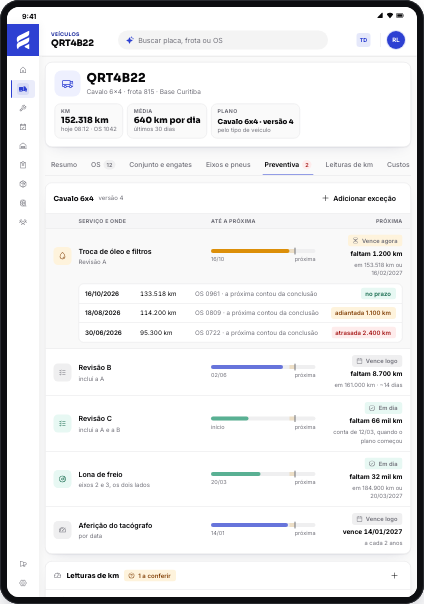 9:41
VEÍCULOS
QRT4B22
Buscar placa, frota ou OS
TD
RL
QRT4B22
Cavalo 6×4 · frota 815 · Base Curitiba
KM
152.318 km
hoje 08:12 · OS 1042
MÉDIA
640 km por dia
últimos 30 dias
PLANO
Cavalo 6x4 · versão 4
pelo tipo de veículo
Resumo
OS 12
Conjunto e engates
Eixos e pneus
Preventiva 2
Leituras de km
Custos
Cavalo 6x4 versão 4
+ Adicionar exceção
SERVIÇO E ONDE
ATÉ A PRÓXIMA
PRÓXIMA
Troca de óleo e filtros
Revisão A
16/10
próxima
Vence agora
faltam 1.200 km
em 153.518 km ou
16/02/2027
16/10/2026 133.518 km OS 0961 · a próxima contou da conclusão no prazo
18/08/2026 114.200 km OS 0809 · a próxima contou da conclusão adiantada 1.100 km
30/06/2026 95.300 km OS 0722 · a próxima contou da conclusão atrasada 2.400 km
Revisão B
inclui a A
02/06
próxima
Vence logo
faltam 8.700 km
em 161.000 km · ~14 dias
Revisão C
inclui a A e a B
início
próxima
Em dia
faltam 66 mil km
conta de 12/03, quando o
plano começou
Lona de freio
eixos 2 e 3, os dois lados
20/03
próxima
Em dia
faltam 32 mil km
em 184.900 km ou
20/03/2027
Aferição do tacógrafo
por data
14/01
próxima
Vence logo
vence 14/01/2027
a cada 2 anos
Leituras de km
1 a conferir
+